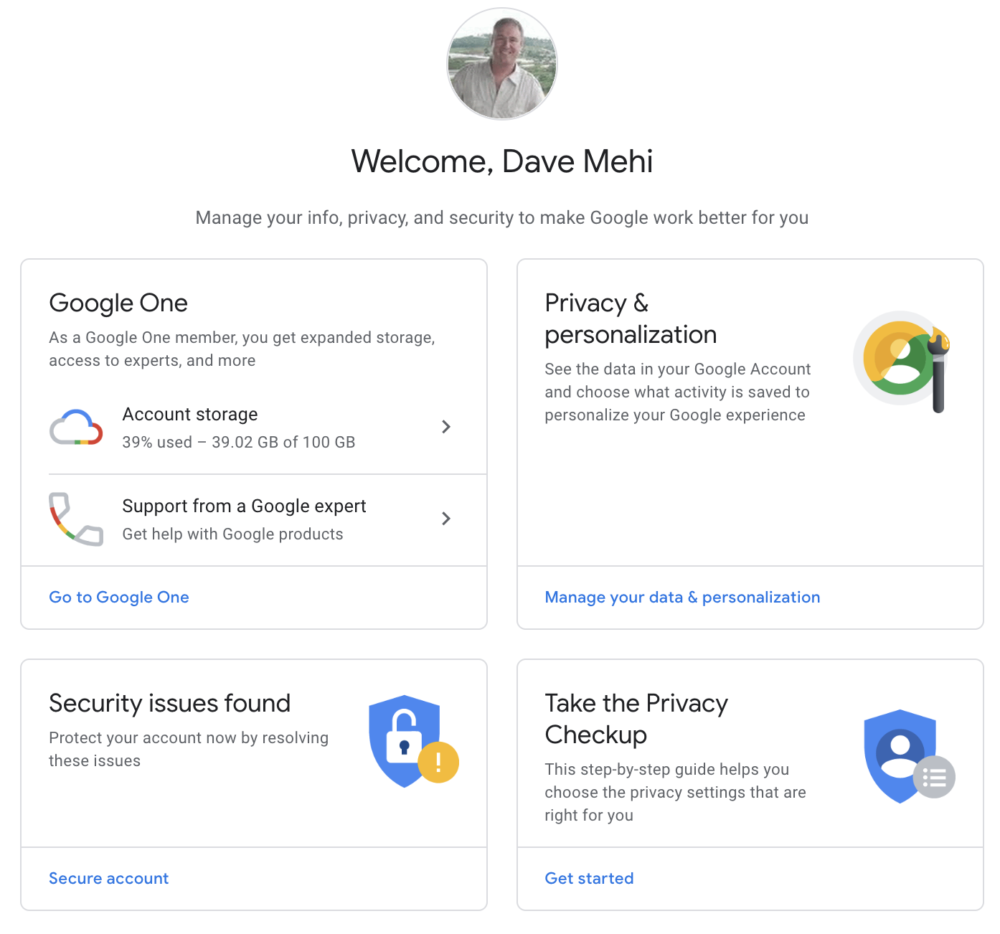 Welcome, Dave Mehi
Manage your info, privacy, and security to make Google work better for you
Google One
As a Google One member, you get expanded storage,
access to experts, and more
Account storage
39% used – 39.02 GB of 100 GB
Support from a Google expert
Get help with Google products
Go to Google One
Privacy &
personalization
See the data in your Google Account
and choose what activity is saved to
personalize your Google experience
Manage your data & personalization
Security issues found
Protect your account now by resolving
these issues
Secure account
Take the Privacy
Checkup
This step-by-step guide helps you
choose the privacy settings that are
right for you
Get started